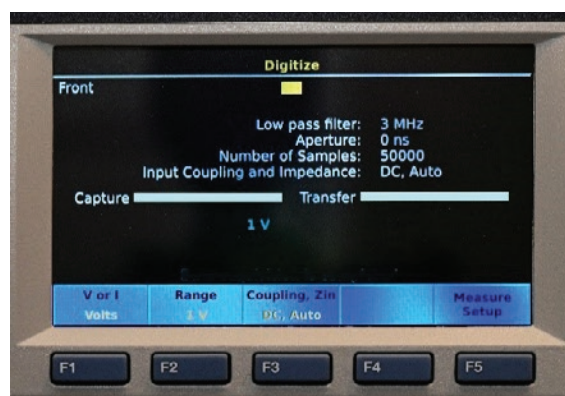 Digitize
Front
Low pass filter: 3 MHz
Aperture: 0 ns
Number of Samples: 50000
Input Coupling and Impedance: DC, Auto
Capture Transfer
1 V
V or I Range Coupling, Zin Measure
Volts 1 V DC, Auto Setup
F1 F2 F3 F4 F5